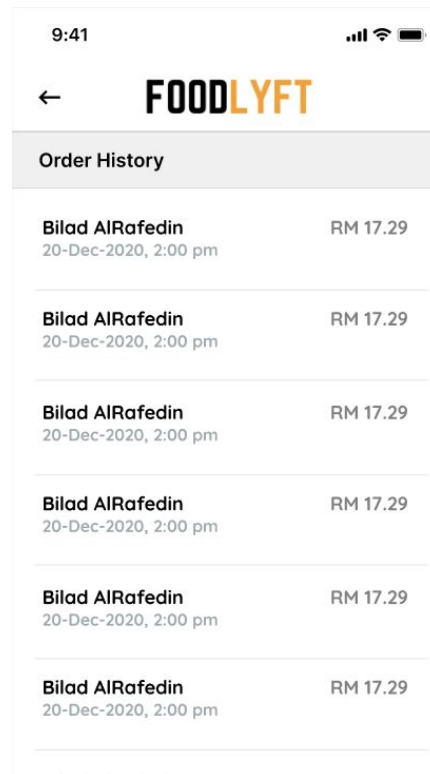 9:41
FOODLYFT
Order History
Bilad AlRafedin RM 17.29
20-Dec-2020, 2:00 pm
Bilad AlRafedin RM 17.29
20-Dec-2020, 2:00 pm
Bilad AlRafedin RM 17.29
20-Dec-2020, 2:00 pm
Bilad AlRafedin RM 17.29
20-Dec-2020, 2:00 pm
Bilad AlRafedin RM 17.29
20-Dec-2020, 2:00 pm
Bilad AlRafedin RM 17.29
20-Dec-2020, 2:00 pm